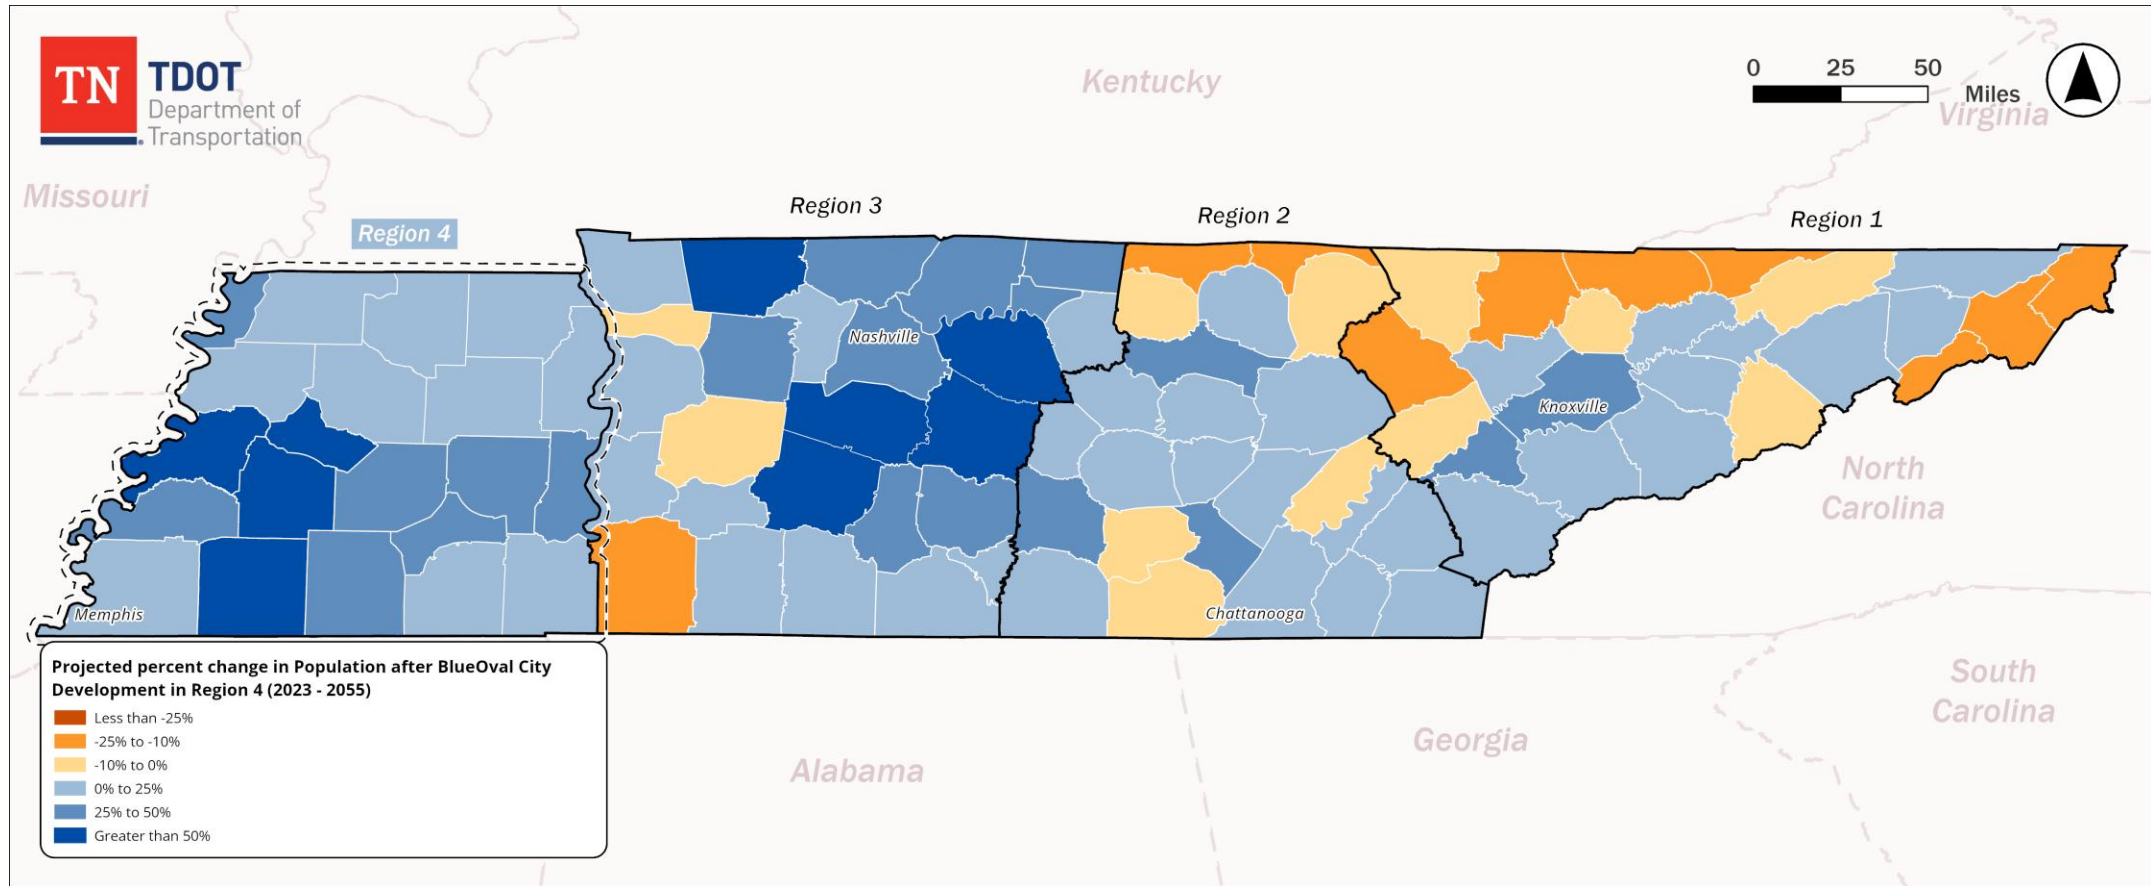 TN
TDOT
Department of
Transportation
Kentucky
0 25 50
Miles
Virginia
Missouri
Region 4
Region 3
Region 2
Region 1
Nashville
Knoxville
North
Carolina
Memphis
Chattanooga
South
Carolina
Georgia
Alabama
Projected percent change in Population after BlueOval City
Development in Region 4 (2023 - 2055)
Less than -25%
-25% to -10%
-10% to 0%
0% to 25%
25% to 50%
Greater than 50%